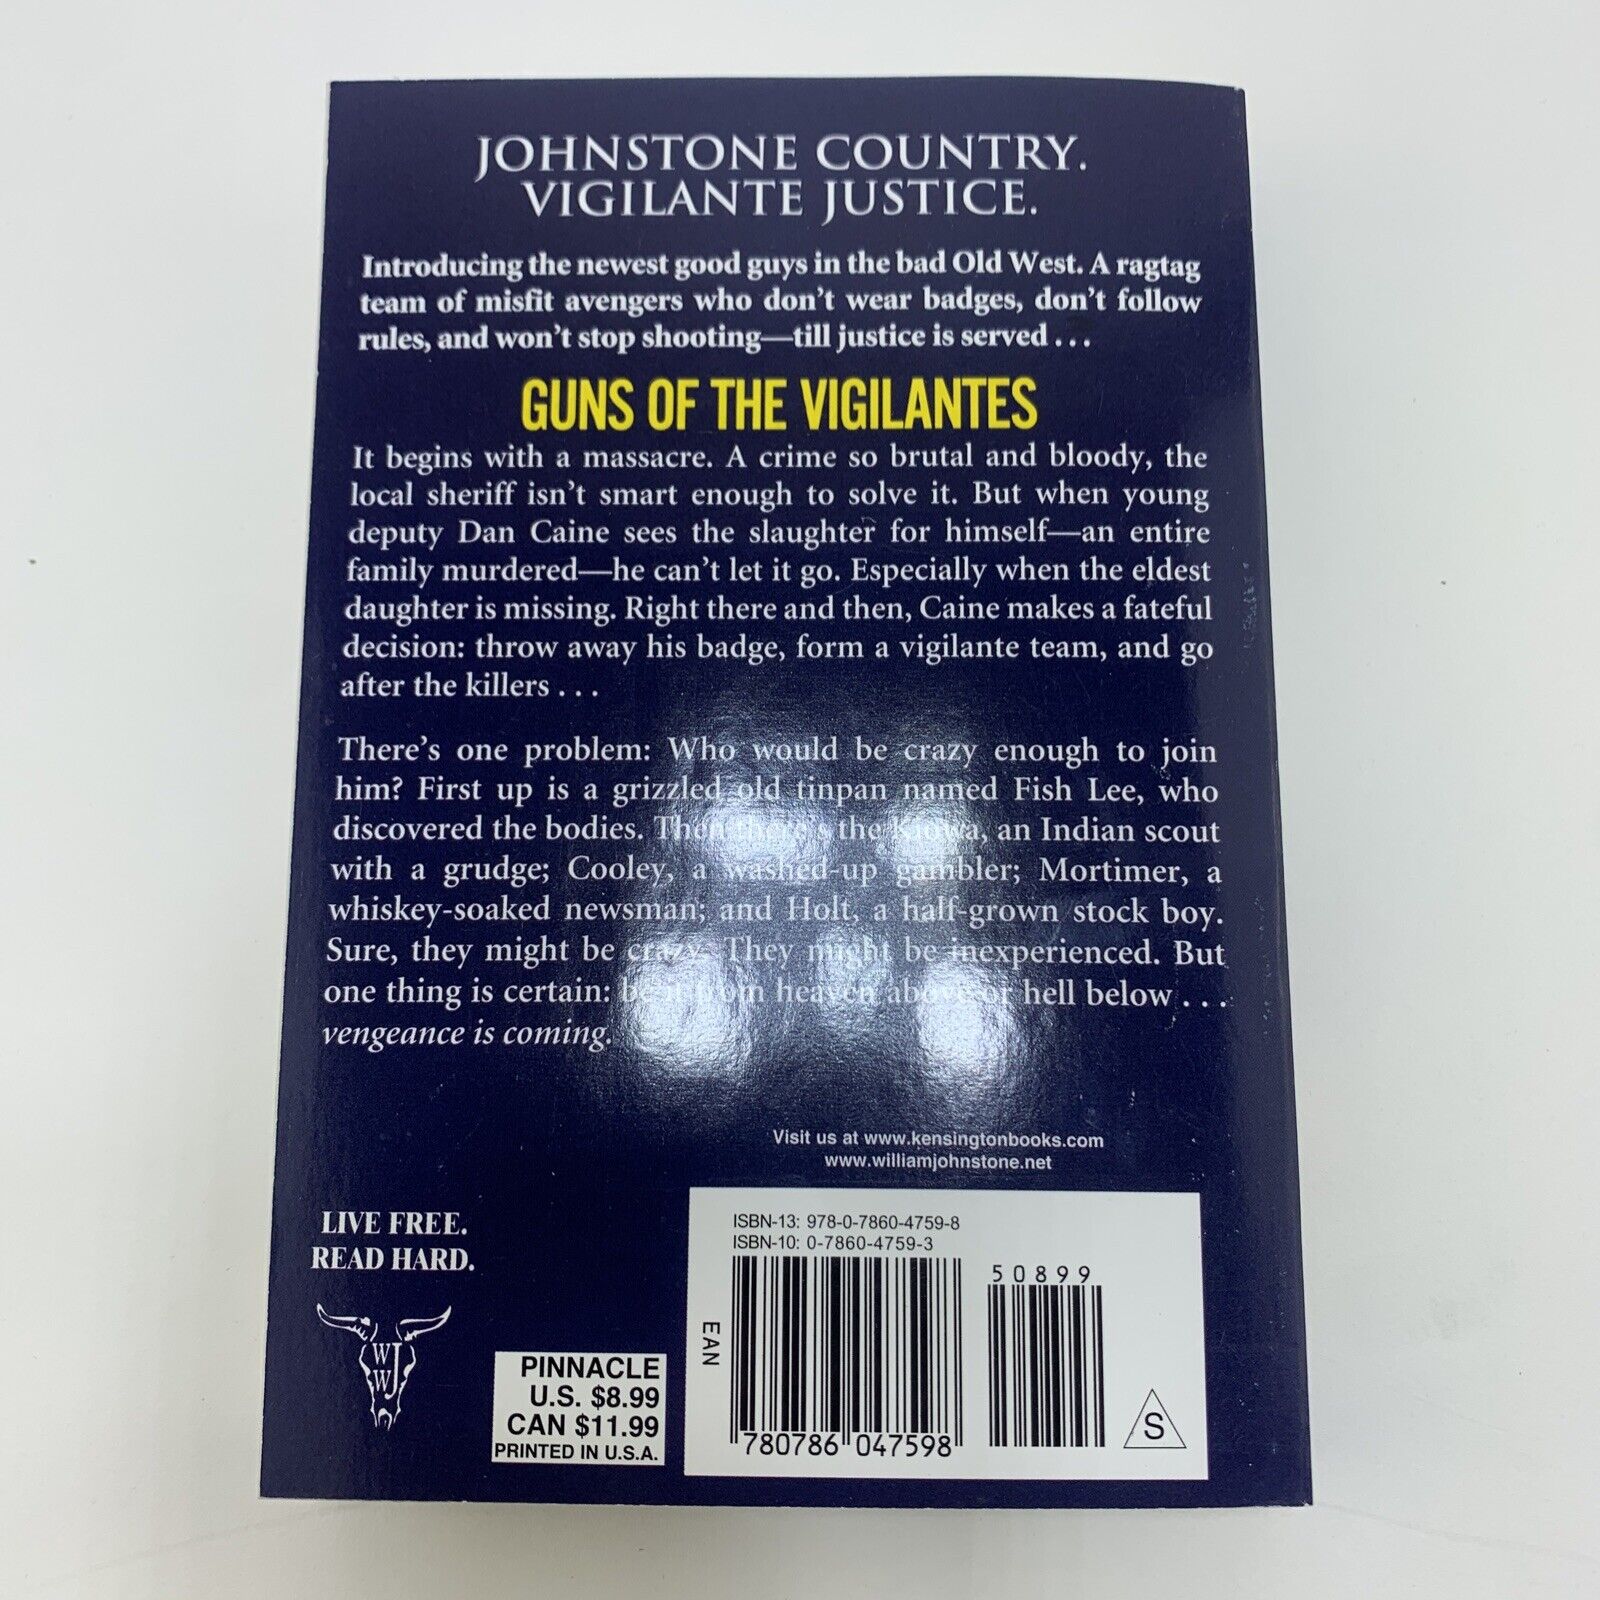 JOHNSTONE COUNTRY.
VIGILANTE JUSTICE.
Introducing the newest good guys in the bad Old West. A ragtag
team of misfit avengers who don't wear badges, don't follow
rules, and won't stop shooting—till justice is served . . .
GUNS OF THE VIGILANTES
It begins with a massacre. A crime so brutal and bloody, the
local sheriff isn't smart enough to solve it. But when young
deputy Dan Caine sees the slaughter for himself—an entire
family murdered—he can't let it go. Especially when the eldest
daughter is missing. Right there and then, Caine makes a fateful
decision: throw away his badge, form a vigilante team, and go
after the killers . . .
There's one problem: Who would be crazy enough to join
him? First up is a grizzled old tinpan named Fish Lee, who
discovered the bodies. Then there's the Kiowa, an Indian scout
with a grudge; Cooley, a washed-up gambler; Mortimer, a
whiskey-soaked newsman; and Holt, a half-grown stock boy.
Sure, they might be crazy. They might be inexperienced. But
one thing is certain: be it from heaven above or hell below . . .
vengeance is coming.
Visit us at www.kensingtonbooks.com
www.williamjohnstone.net
LIVE FREE.
READ HARD.
WWJ
PINNACLE
U.S. $8.99
CAN $11.99
PRINTED IN U.S.A.
ISBN-13: 978-0-7860-4759-8
ISBN-10: 0-7860-4759-3
50899
EAN
780786 047598
S